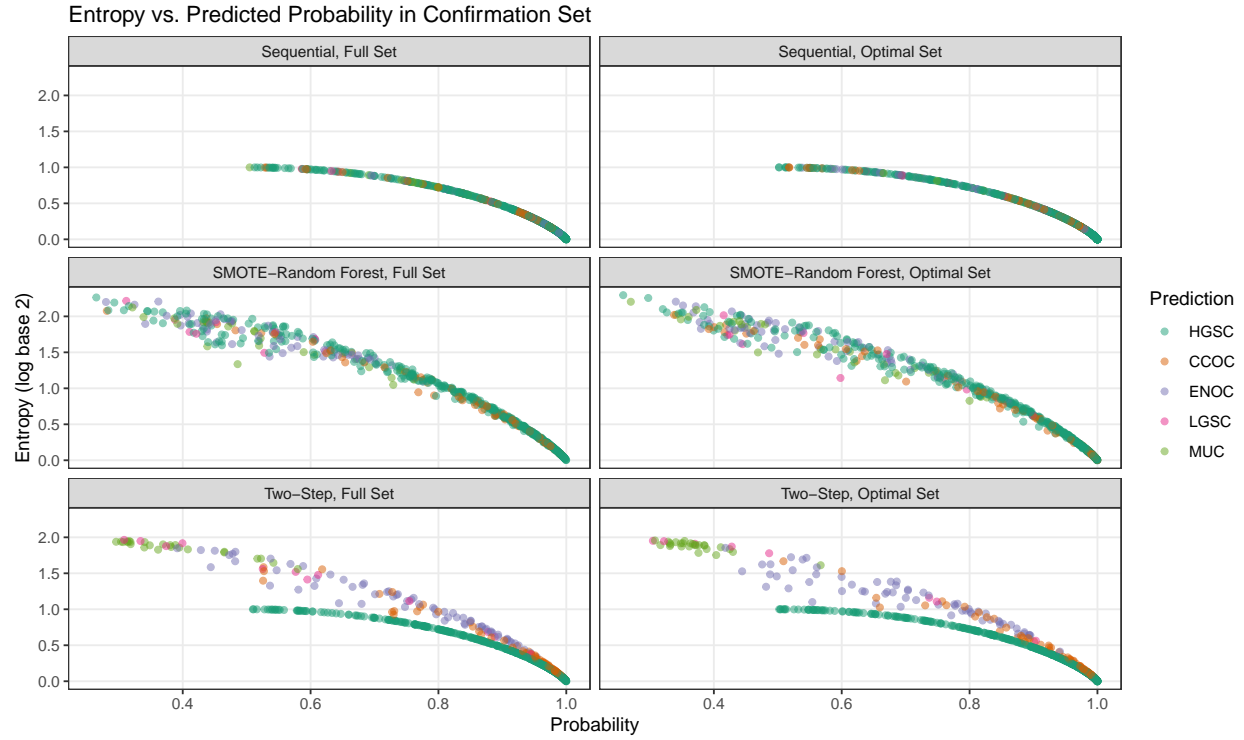 Entropy vs. Predicted Probability in Confirmation Set
Sequential, Full Set
Sequential, Optimal Set
2.0
1.5
1.0
0.5
0.0
SMOTE−Random Forest, Full Set
SMOTE−Random Forest, Optimal Set
2.0
1.5
1.0
0.5
0.0
Two−Step, Full Set
Two−Step, Optimal Set
2.0
1.5
1.0
0.5
0.0
0.4
0.6
0.8
1.0
0.4
0.6
0.8
1.0
Probability
Entropy (log base 2)
Prediction
HGSC
CCOC
ENOC
LGSC
MUC